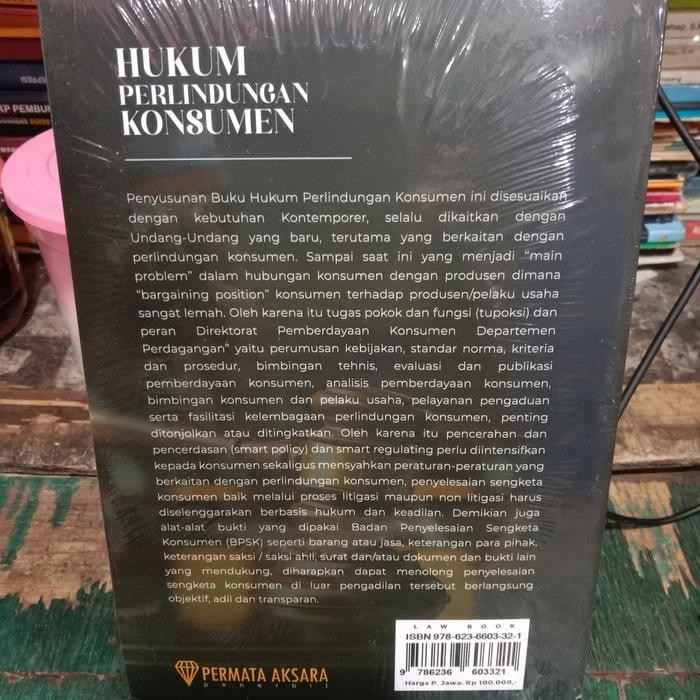 HUKUM
PERLINDUNGAN
KONSUMEN
Penyusunan Buku Hukum Perlindungan Konsumen ini disesuaikan
dengan kebutuhan Kontemporer, selalu dikaitkan dengan
Undang-Undang yang baru, terutama yang berkaitan dengan
perlindungan konsumen. Sampai saat ini yang menjadi "main
problem" dalam hubungan konsumen dengan produsen dimana
"bargaining position" konsumen terhadap produsen/pelaku usaha
sangat lemah. Oleh karena itu tugas pokok dan fungsi (tupoksi) dan
peran Direktorat Pemberdayaan Konsumen Departemen
Perdagangan" yaitu perumusan kebijakan, standar norma, kriteria
dan prosedur, bimbingan tehnis, evaluasi dan publikasi
pemberdayaan konsumen, analisis pemberdayaan konsumen,
bimbingan konsumen dan pelaku usaha, pelayanan pengaduan
serta fasilitasi kelembagaan perlindungan konsumen, penting
ditonjolkan atau ditingkatkan. Oleh karena itu pencerahan dan
pencerdasan (smart policy) dan smart regulating perlu diintensifkan
kepada konsumen sekaligus mensyahkan peraturan-peraturan yang
berkaitan dengan perlindungan konsumen, penyelesaian sengketa
konsumen baik melalui proses litigasi maupun non litigasi harus
diselenggarakan berbasis hukum dan keadilan. Demikian juga
alat-alat bukti yang dipakai Badan Penyelesaian Sengketa
Konsumen (BPSK) seperti barang atau jasa, keterangan para pihak,
keterangan saksi / saksi ahli, surat dan/atau dokumen dan bukti lain
yang mendukung, diharapkan dapat menolong penyelesaian
sengketa konsumen di luar pengadilan tersebut berlangsung
objektif, adil dan transparan.
LAW BOOK
ISBN 978-623-6603-32-1
9 786236 603321
Harga P. Jawa: Rp 100.000,-
PERMATA AKSARA
penerbit
KP PEMBU